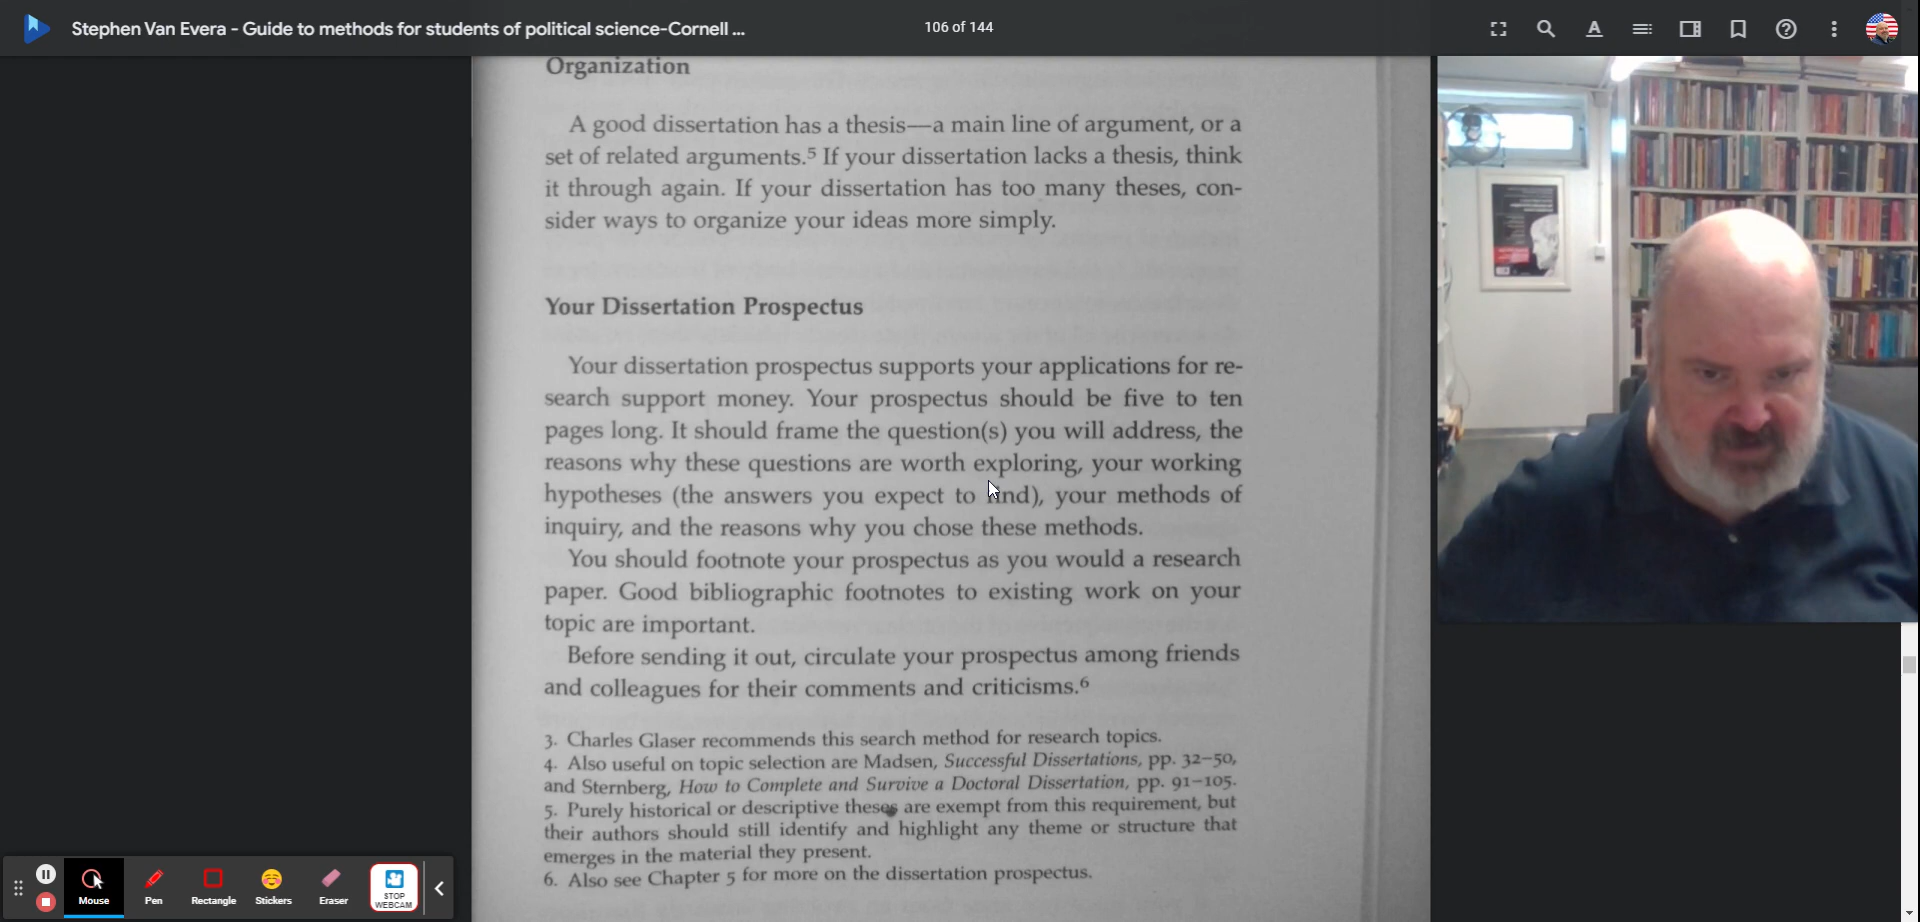 Stephen Van Evera - Guide to methods for students of political science-Cornell ...
106 of 144
Organization
A good dissertation has a thesis—a main line of argument, or a
set of related arguments.5 If your dissertation lacks a thesis, think
it through again. If your dissertation has too many theses, con-
sider ways to organize your ideas more simply.
Your Dissertation Prospectus
Your dissertation prospectus supports your applications for re-
search support money. Your prospectus should be five to ten
pages long. It should frame the question(s) you will address, the
reasons why these questions are worth exploring, your working
hypotheses (the answers you expect to find), your methods of
inquiry, and the reasons why you chose these methods.
You should footnote your prospectus as you would a research
paper. Good bibliographic footnotes to existing work on your
topic are important.
Before sending it out, circulate your prospectus among friends
and colleagues for their comments and criticisms.6
3. Charles Glaser recommends this search method for research topics.
4. Also useful on topic selection are Madsen, Successful Dissertations, pp. 32–50,
and Sternberg, How to Complete and Survive a Doctoral Dissertation, pp. 91–105.
5. Purely historical or descriptive theses are exempt from this requirement, but
their authors should still identify and highlight any theme or structure that
emerges in the material they present.
6. Also see Chapter 5 for more on the dissertation prospectus.
Mouse
Pen
Rectangle
Stickers
Eraser
STOP
WEBCAM